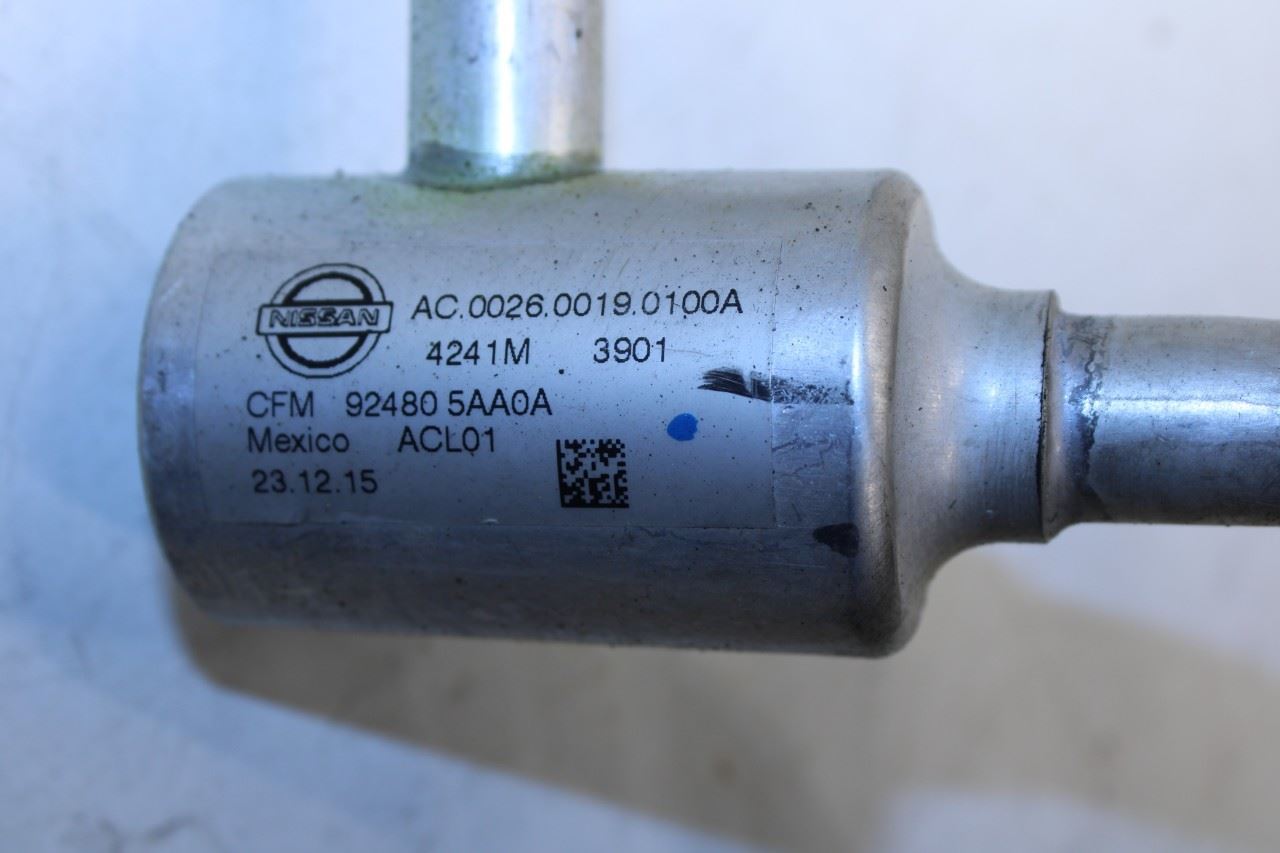 NISSAN AC.0026.0019.0100A
4241M 3901
CFM 92480 5AA0A
Mexico ACL01
23.12.15